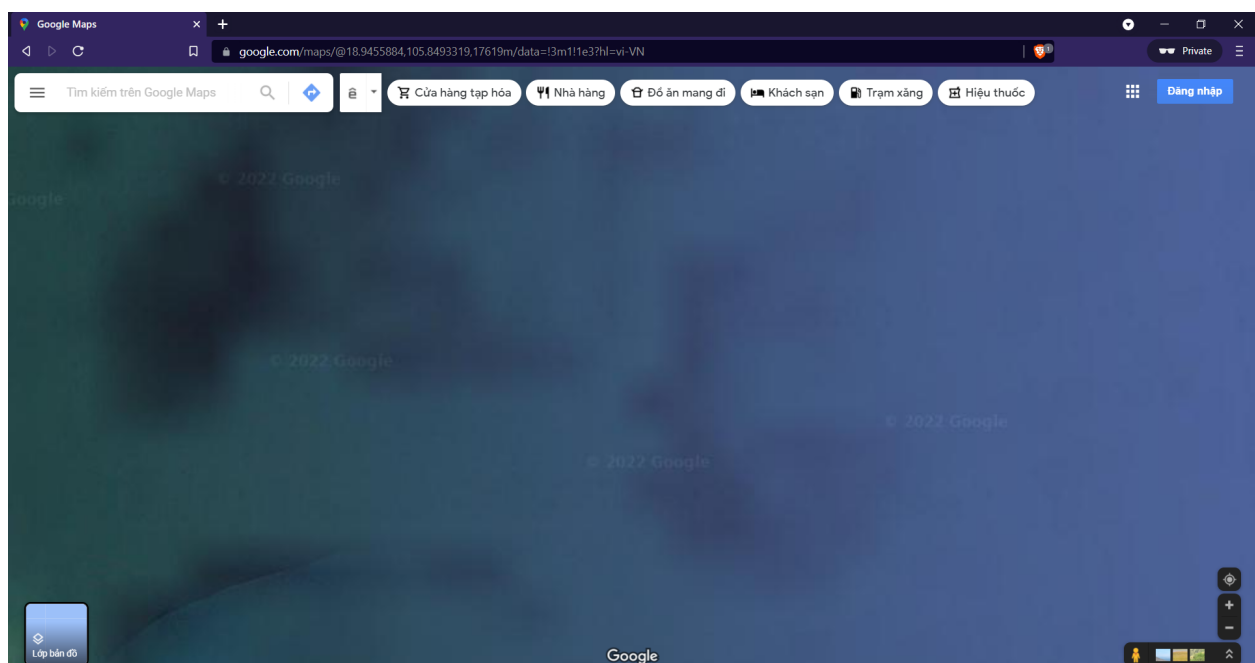 Google Maps
google.com/maps/@18.9455884,105.8493319,17619m/data=!3m1!1e3?hl=vi-VN
1
Private
Tìm kiếm trên Google Maps
ê
Cửa hàng tạp hóa
Nhà hàng
Đồ ăn mang đi
Khách sạn
Trạm xăng
Hiệu thuốc
Đăng nhập
© 2022 Google
oogle
© 2022 Google
© 2022 Google
© 2022 Google
Lớp bản đồ
Google